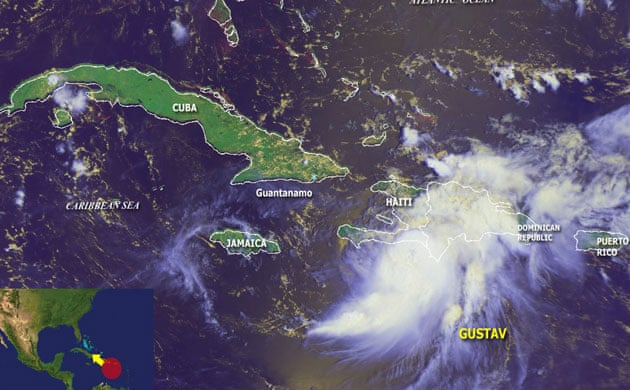 ATLANTIC OCEAN
CUBA
Guantanamo
CARIBBEAN SEA
HAITI
JAMAICA
DOMINICAN
REPUBLIC
PUERTO
RICO
GUSTAV